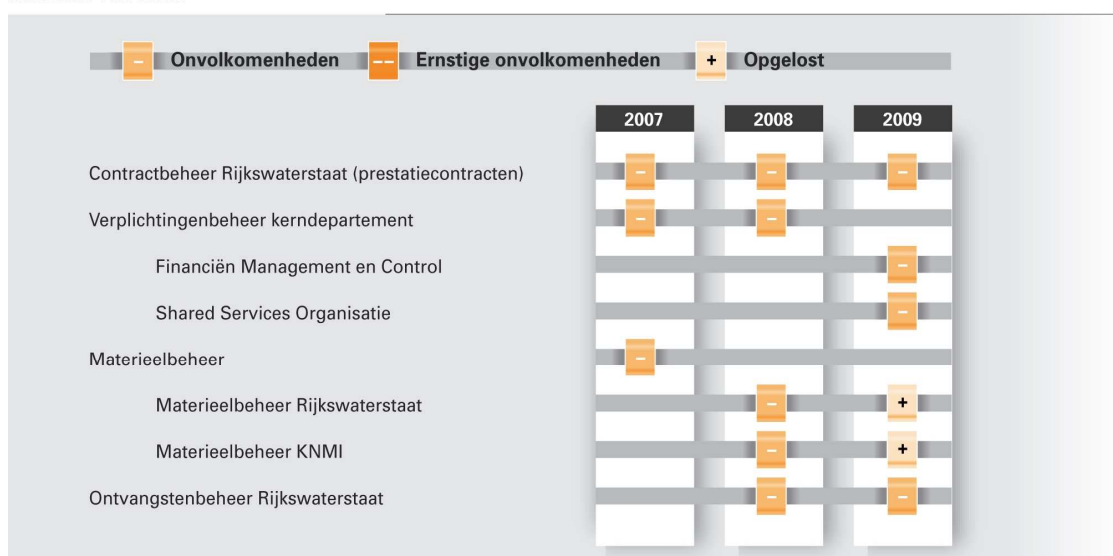 - Onvolkomenheden -- Ernstige onvolkomenheden + Opgelost
2007 2008 2009
Contractbeheer Rijkswaterstaat (prestatiecontracten) - - -
Verplichtingenbeheer kerndepartement - -
Financiën Management en Control -
Shared Services Organisatie -
Materieelbeheer -
Materieelbeheer Rijkswaterstaat - +
Materieelbeheer KNMI - +
Ontvangstenbeheer Rijkswaterstaat - -